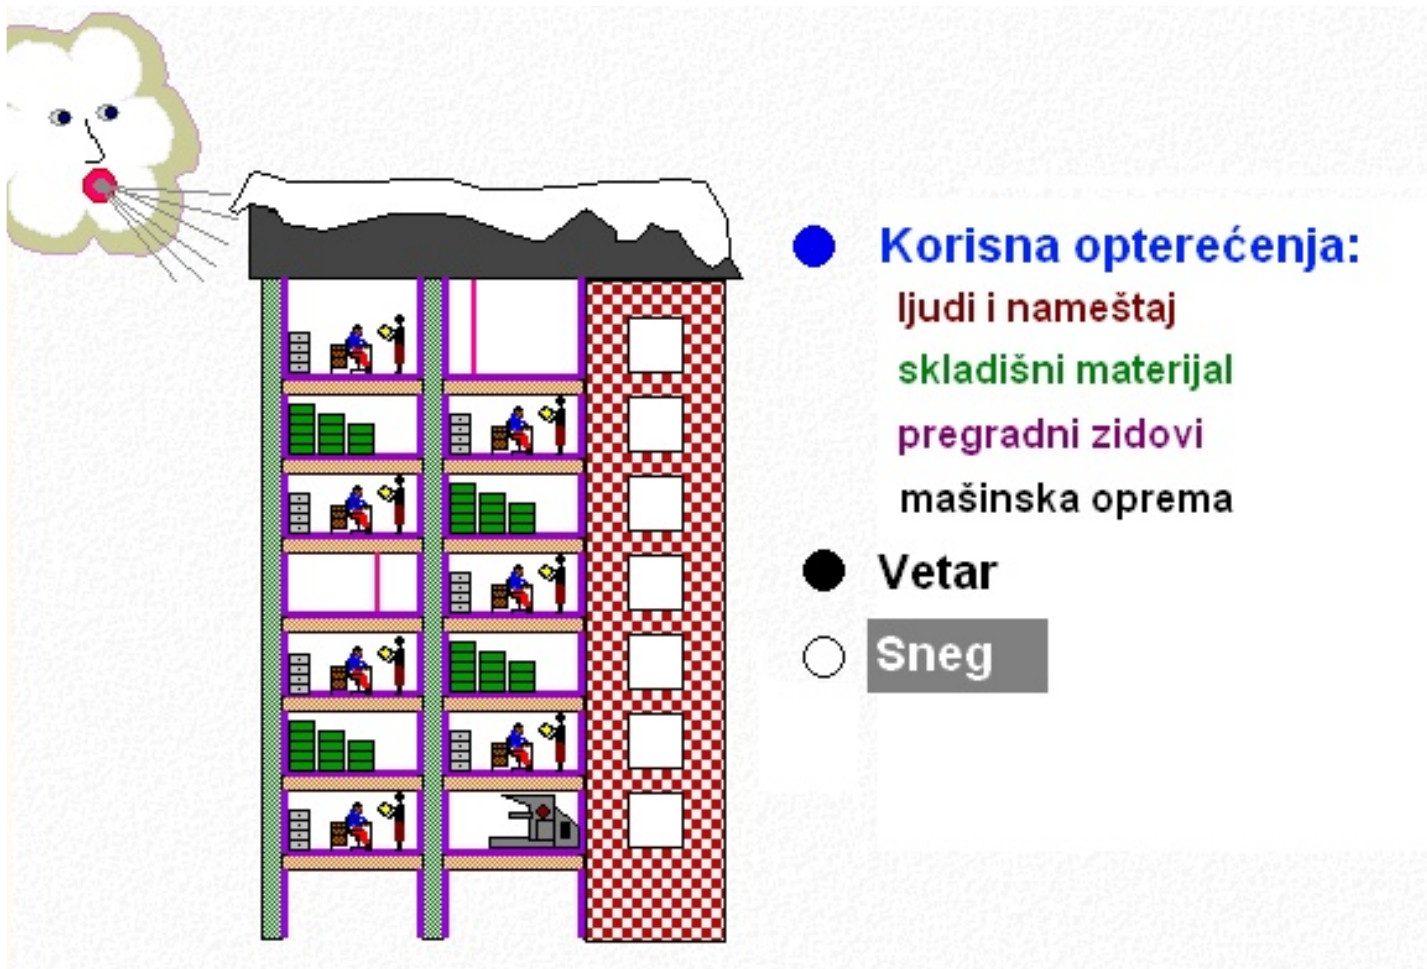 Korisna opterećenja:
ljudi i nameštaj
skladišni materijal
pregradni zidovi
mašinska oprema
Vetar
Sneg